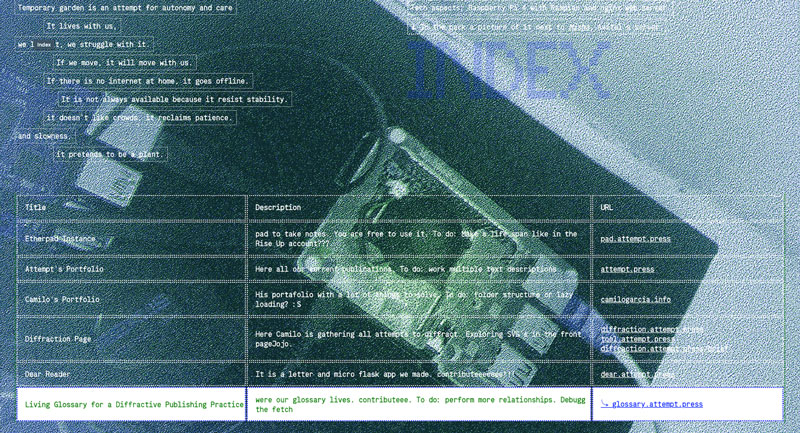 Temporary garden is an attempt for autonomy and care
It lives with us,
we l Index t, we struggle with it.
If we move, it will move with us.
If there is no internet at home, it goes offline.
It is not always available because it resist stability.
it doesn't like crowds, it reclaims patience.
and slowness.
it pretends to be a plant.
Tech aspects: Raspberry Pi 4 with Raspian and nginx web server
to the pack a picture of it next to
INDEX
Title Description URL
Etherpad Instance
pad to take notes. You are free to use it. To do: Make a life span like in the
Rise Up account???
pad.attempt.press
Attempt's Portfolio
Here all our current publications. To do: work multiple text descriptions
attempt.press
Camilo's Portfolio
His portafolio with a lot of things to solve. To do: folder structure or lazy
loading? :S
camilogarcia.info
Diffraction Page
Here Camilo is gathering all attempts to diffract. Exploring SVG's in the front
pageJojo.
diffraction.attempt.press
tool.attempt.press
diffraction.attempt.press/brief
Dear Reader
It is a letter and micro flask app we made. contributeeeeees!!!
dear.attempt.press
Living Glossary for a Diffractive Publishing Practice
were our glossary lives. contributeee. To do: perform more relationships. Debugg
the fetch
⤷ glossary.attempt.press